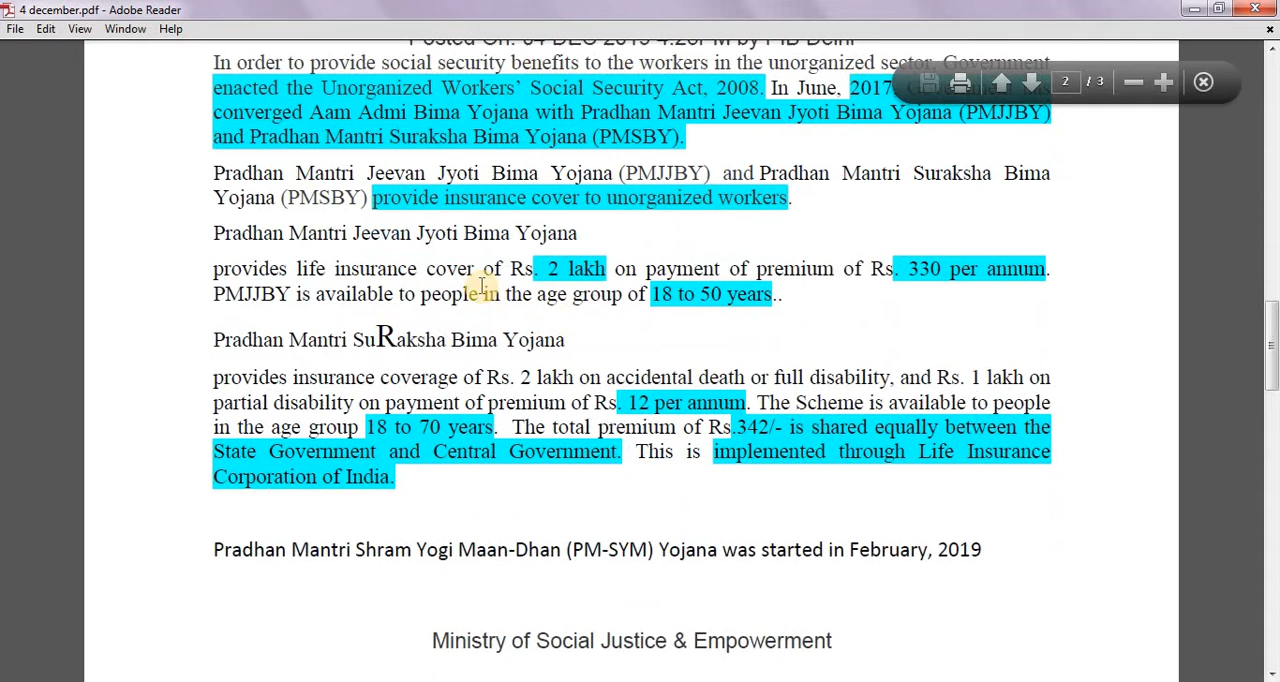 4 december.pdf - Adobe Reader
File Edit View Window Help
2 / 3
In order to provide social security benefits to the workers in the unorganized sector, Government
enacted the Unorganized Workers' Social Security Act, 2008. In June, 2017,
converged Aam Admi Bima Yojana with Pradhan Mantri Jeevan Jyoti Bima Yojana (PMJJBY)
and Pradhan Mantri Suraksha Bima Yojana (PMSBY).
Pradhan Mantri Jeevan Jyoti Bima Yojana (PMJJBY) and Pradhan Mantri Suraksha Bima
Yojana (PMSBY) provide insurance cover to unorganized workers.
Pradhan Mantri Jeevan Jyoti Bima Yojana
provides life insurance cover of Rs. 2 lakh on payment of premium of Rs. 330 per annum.
PMJJBY is available to people in the age group of 18 to 50 years..
Pradhan Mantri SuRaksha Bima Yojana
provides insurance coverage of Rs. 2 lakh on accidental death or full disability, and Rs. 1 lakh on
partial disability on payment of premium of Rs. 12 per annum. The Scheme is available to people
in the age group 18 to 70 years. The total premium of Rs.342/- is shared equally between the
State Government and Central Government. This is implemented through Life Insurance
Corporation of India.
Pradhan Mantri Shram Yogi Maan-Dhan (PM-SYM) Yojana was started in February, 2019
Ministry of Social Justice & Empowerment